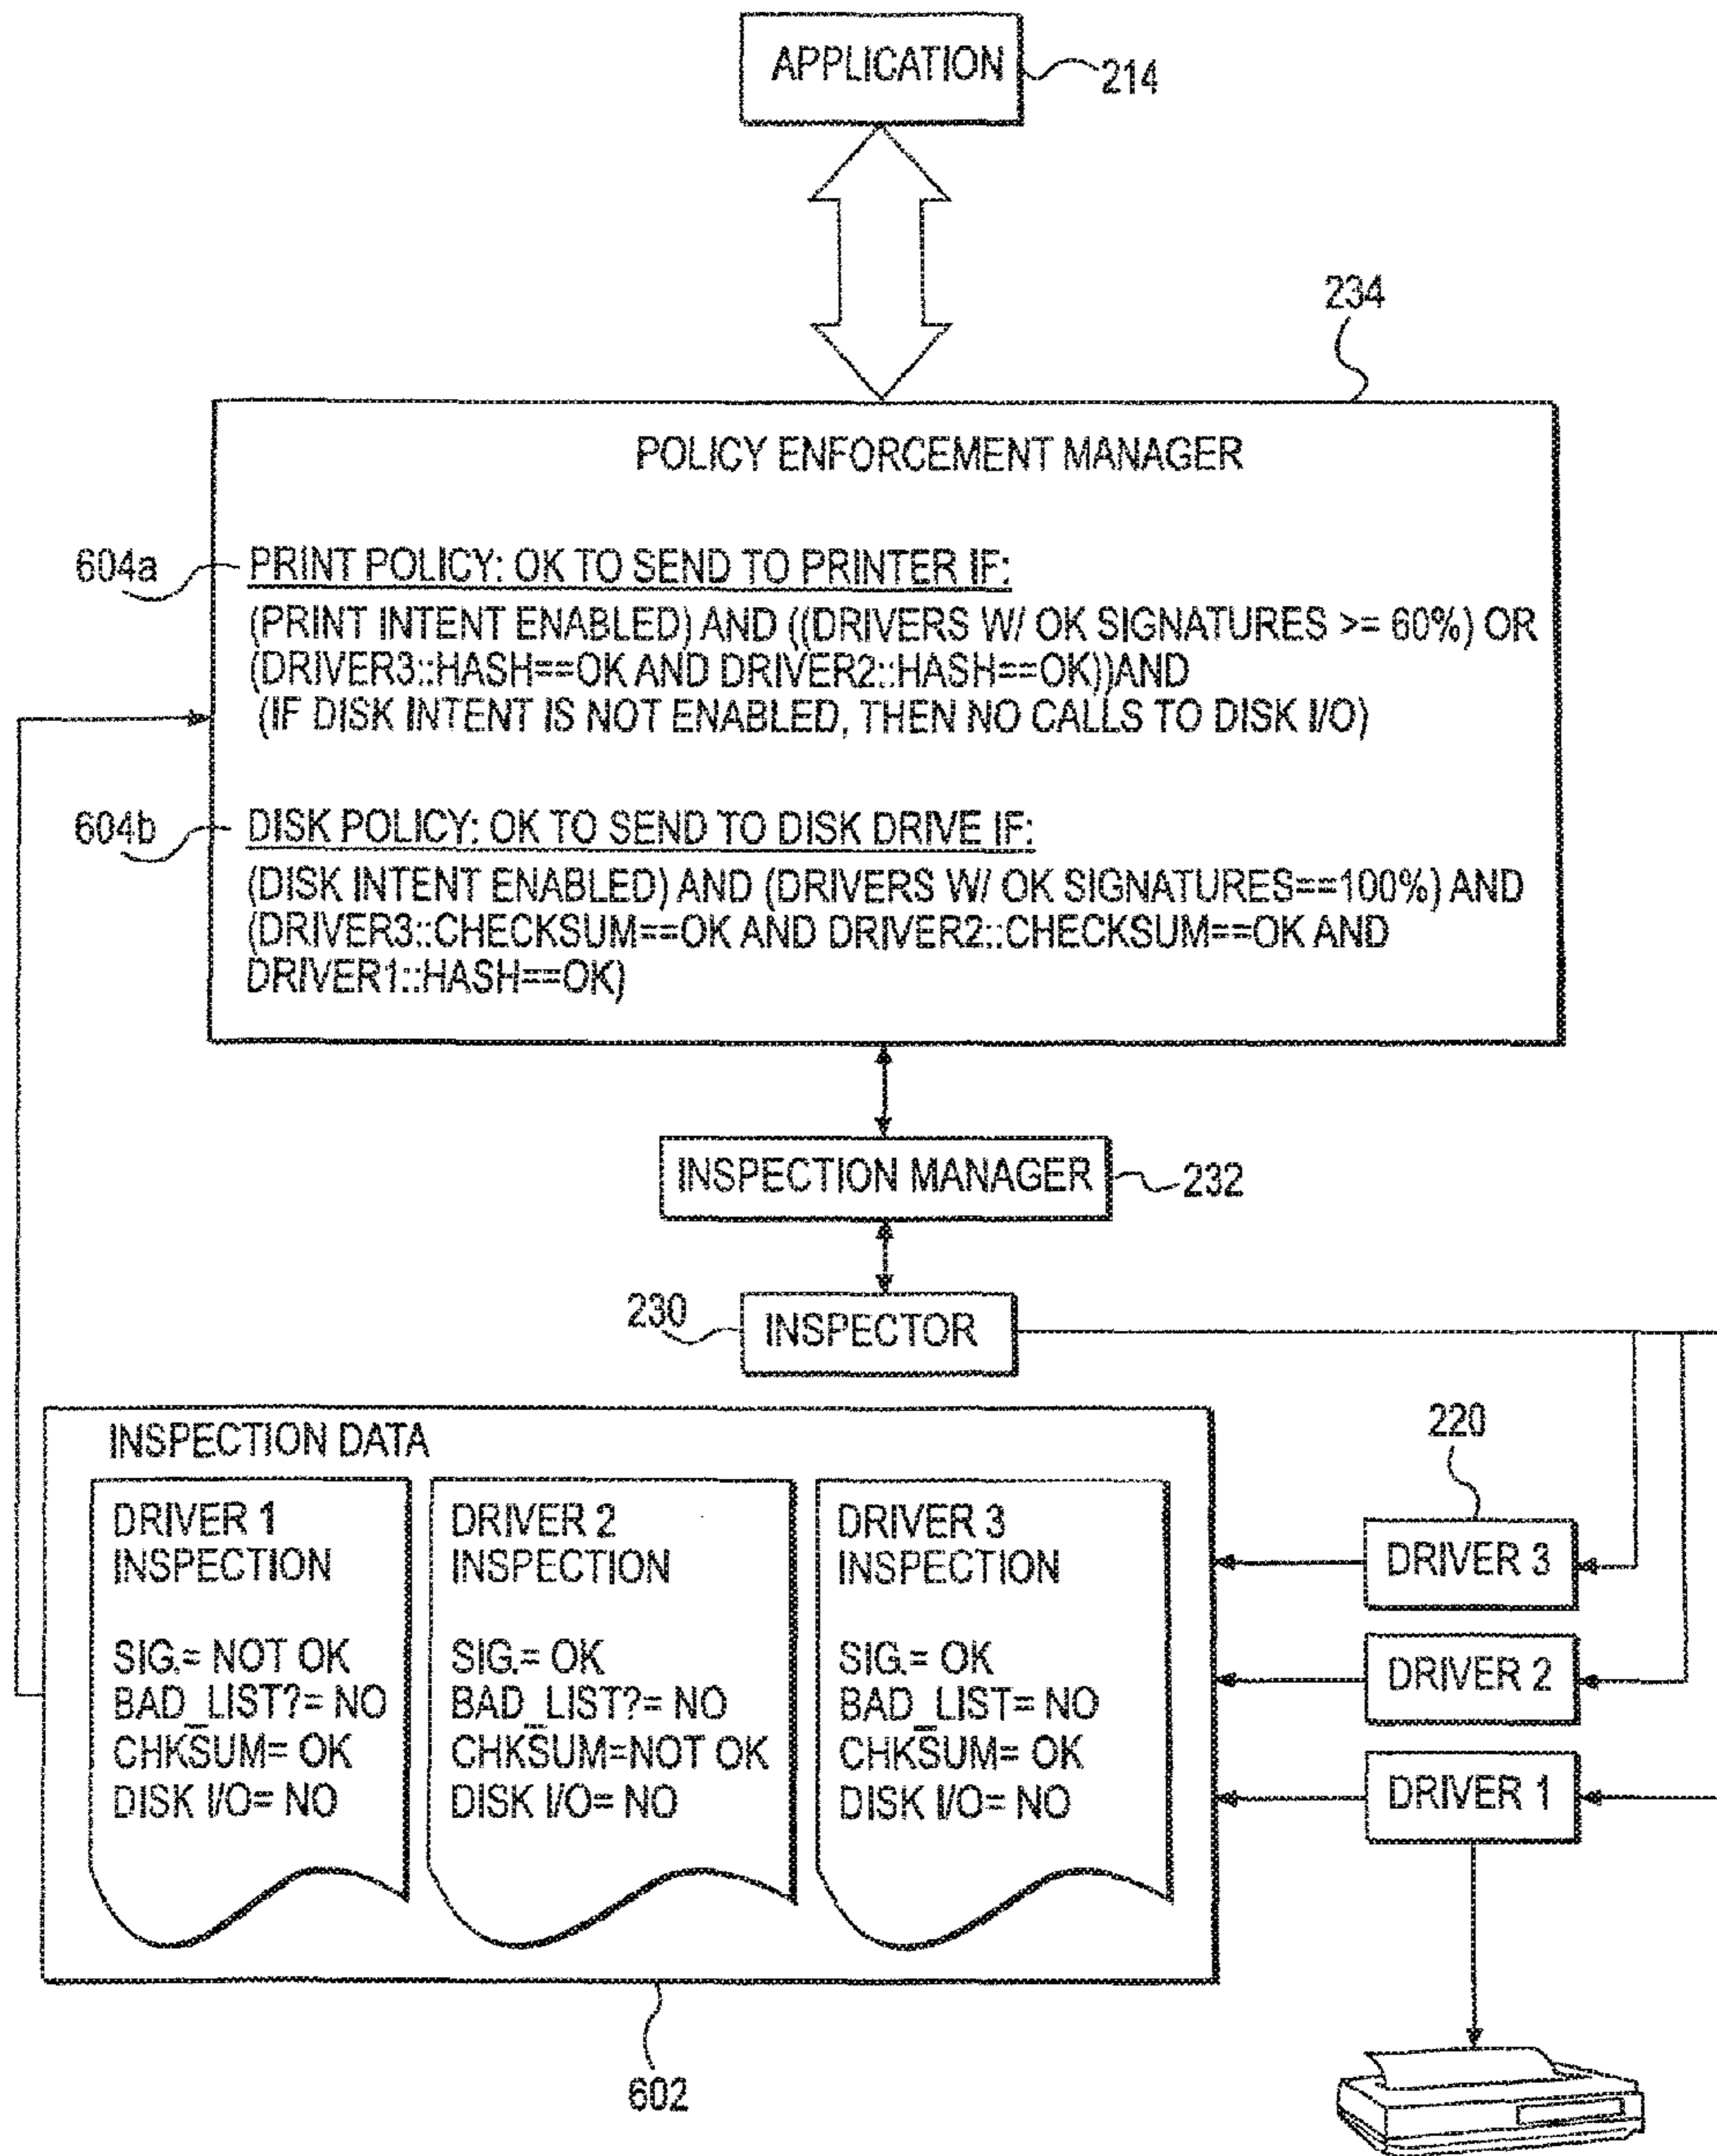 APPLICATION
214
234
POLICY ENFORCEMENT MANAGER
604a
PRINT POLICY: OK TO SEND TO PRINTER IF:
(PRINT INTENT ENABLED) AND ((DRIVERS W/ OK SIGNATURES >= 60%) OR
(DRIVER3::HASH==OK AND DRIVER2::HASH==OK))AND
(IF DISK INTENT IS NOT ENABLED, THEN NO CALLS TO DISK I/O)
604b
DISK POLICY: OK TO SEND TO DISK DRIVE IF:
(DISK INTENT ENABLED) AND (DRIVERS W/ OK SIGNATURES==100%) AND
(DRIVER3::CHECKSUM==OK AND DRIVER2::CHECKSUM==OK AND
DRIVER1::HASH==OK)
INSPECTION MANAGER
232
230
INSPECTOR
INSPECTION DATA
DRIVER 1
INSPECTION
SIG.= NOT OK
BAD_LIST?= NO
CHKSUM= OK
DISK I/O= NO
DRIVER 2
INSPECTION
SIG.= OK
BAD_LIST?= NO
CHKSUM=NOT OK
DISK I/O= NO
DRIVER 3
INSPECTION
SIG.= OK
BAD_LIST= NO
CHKSUM= OK
DISK I/O= NO
220
DRIVER 3
DRIVER 2
DRIVER 1
602